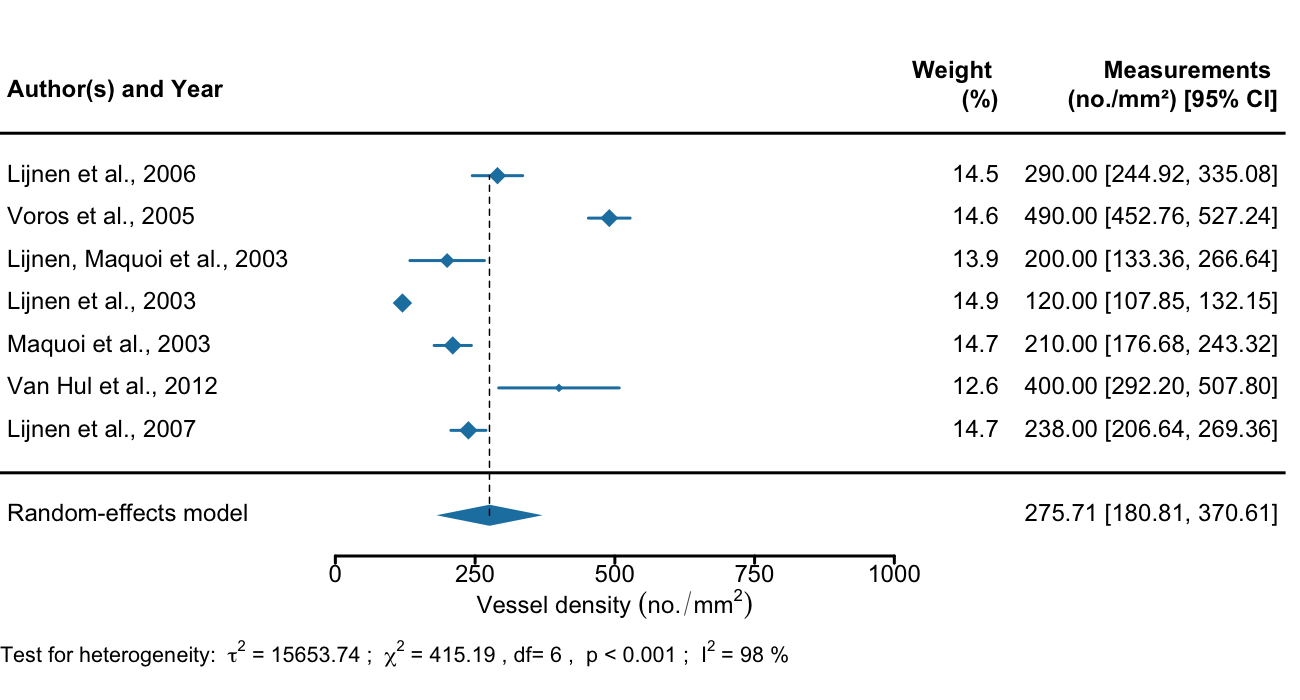 Author(s) and Year Weight (%) Measurements (no./mm²) [95% CI]
Lijnen et al., 2006 14.5 290.00 [244.92, 335.08]
Voros et al., 2005 14.6 490.00 [452.76, 527.24]
Lijnen, Maquoi et al., 2003 13.9 200.00 [133.36, 266.64]
Lijnen et al., 2003 14.9 120.00 [107.85, 132.15]
Maquoi et al., 2003 14.7 210.00 [176.68, 243.32]
Van Hul et al., 2012 12.6 400.00 [292.20, 507.80]
Lijnen et al., 2007 14.7 238.00 [206.64, 269.36]
Random-effects model 275.71 [180.81, 370.61]
0 250 500 750 1000
Vessel density (no./mm²)
Test for heterogeneity: τ² = 15653.74 ; χ² = 415.19 , df= 6 , p < 0.001 ; I² = 98 %